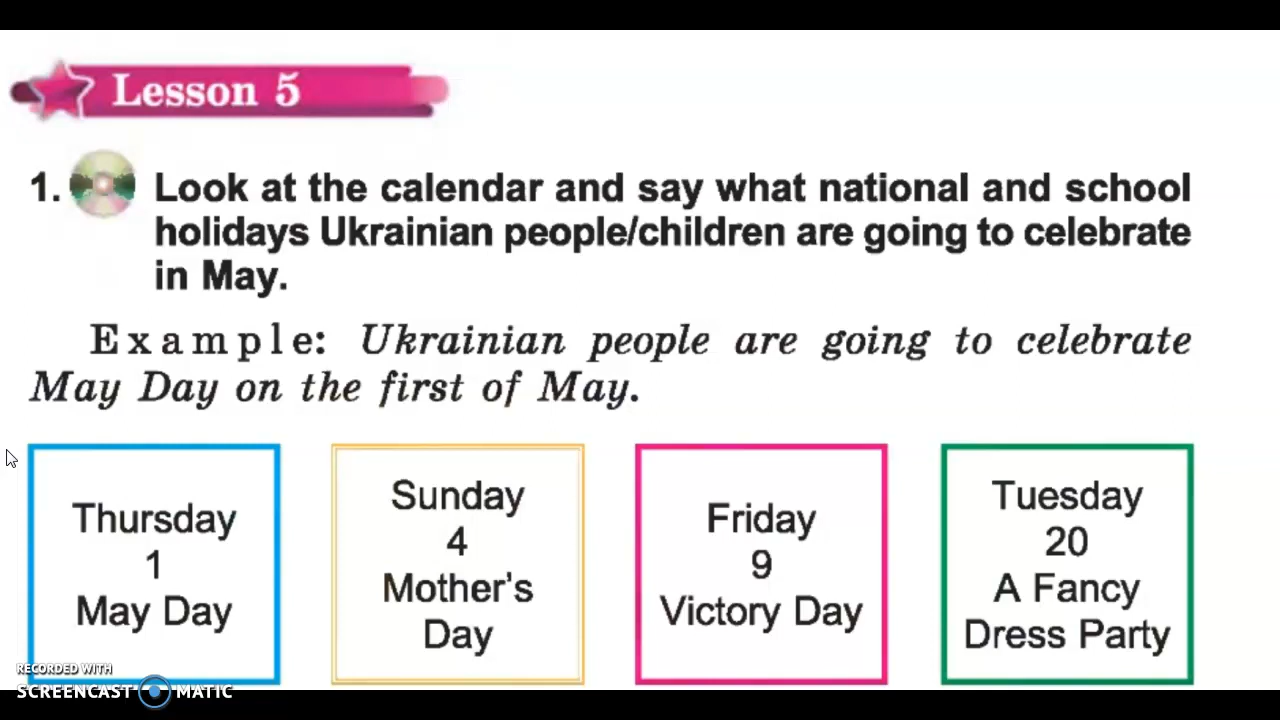 Lesson 5
1. Look at the calendar and say what national and school
holidays Ukrainian people/children are going to celebrate
in May.
Example: Ukrainian people are going to celebrate
May Day on the first of May.
Thursday
1
May Day
Sunday
4
Mother's
Day
Friday
9
Victory Day
Tuesday
20
A Fancy
Dress Party
RECORDED WITH
SCREENCAST MATIC